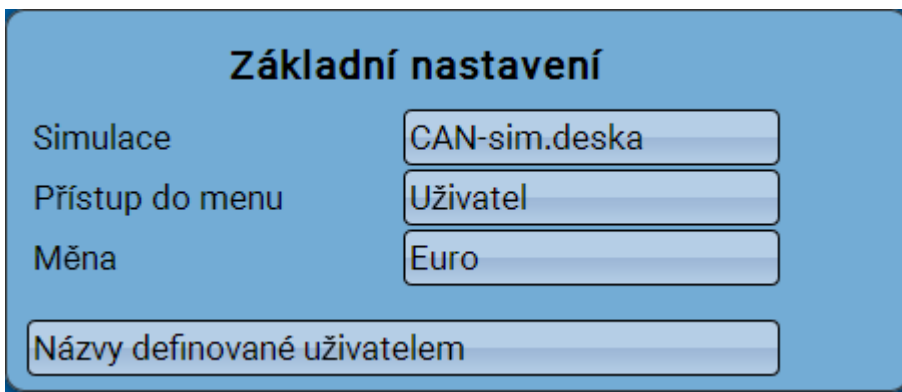 Základní nastavení
Simulace CAN-sim.deska
Přístup do menu Uživatel
Měna Euro
Názvy definované uživatelem